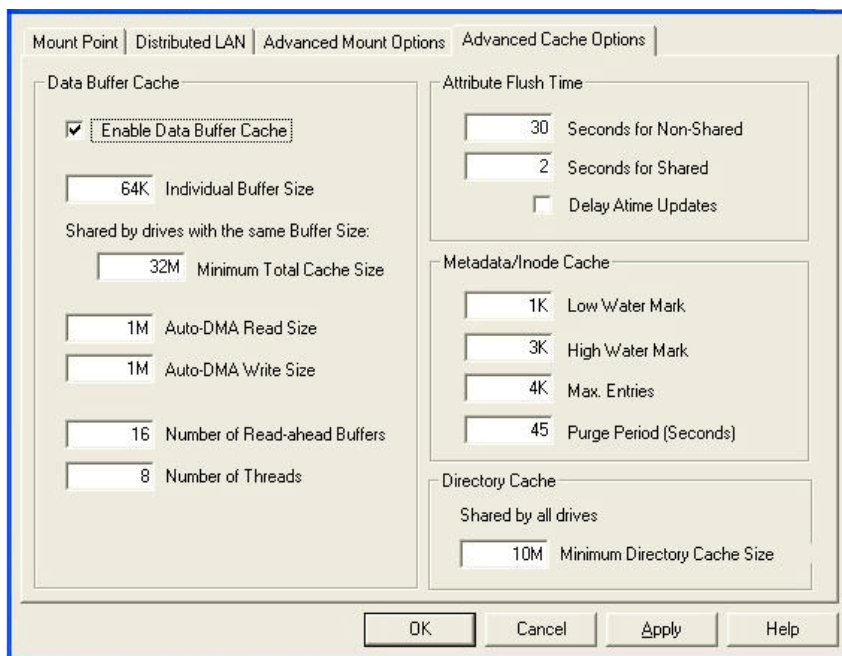 Mount Point
Distributed LAN
Advanced Mount Options
Advanced Cache Options
Data Buffer Cache
Enable Data Buffer Cache
64K Individual Buffer Size
Shared by drives with the same Buffer Size:
32M Minimum Total Cache Size
1M Auto-DMA Read Size
1M Auto-DMA Write Size
16 Number of Read-ahead Buffers
8 Number of Threads
Attribute Flush Time
30 Seconds for Non-Shared
2 Seconds for Shared
Delay Atime Updates
Metadata/Inode Cache
1K Low Water Mark
3K High Water Mark
4K Max. Entries
45 Purge Period (Seconds)
Directory Cache
Shared by all drives
10M Minimum Directory Cache Size
OK
Cancel
Apply
Help